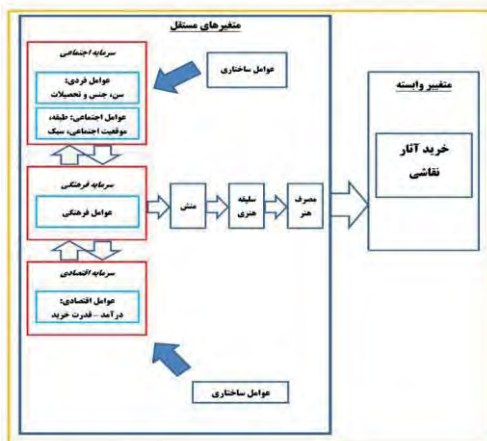 متغیرهای مستقل
سرمایه اجتماعی
عوامل فردی:
سن، جنس و تحصیلات
عوامل اجتماعی: طبقه،
موقعیت اجتماعی، سبک
عوامل ساختاری
سرمایه فرهنگی
عوامل فرهنگی
منش
سلیقه
هنری
مصرف
هنر
سرمایه اقتصادی
عوامل اقتصادی:
درآمد – قدرت خرید
عوامل ساختاری
متغییر وابسته
خرید آثار
نقاشی